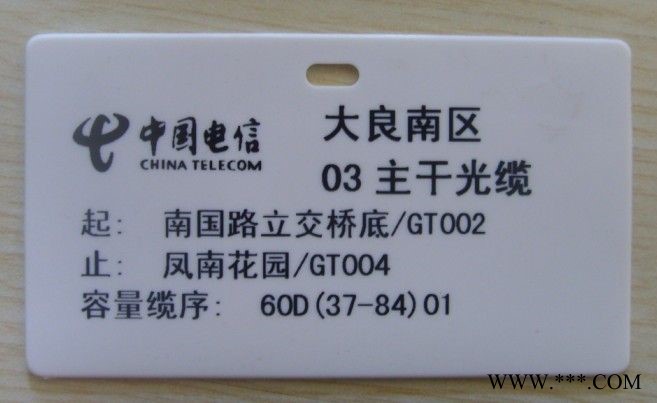 中国电信
CHINA TELECOM
大良南区
03 主干光缆
起: 南国路立交桥底/GT002
止: 凤南花园/GT004
容量缆序: 60D(37-84)01
WWW.***.COM